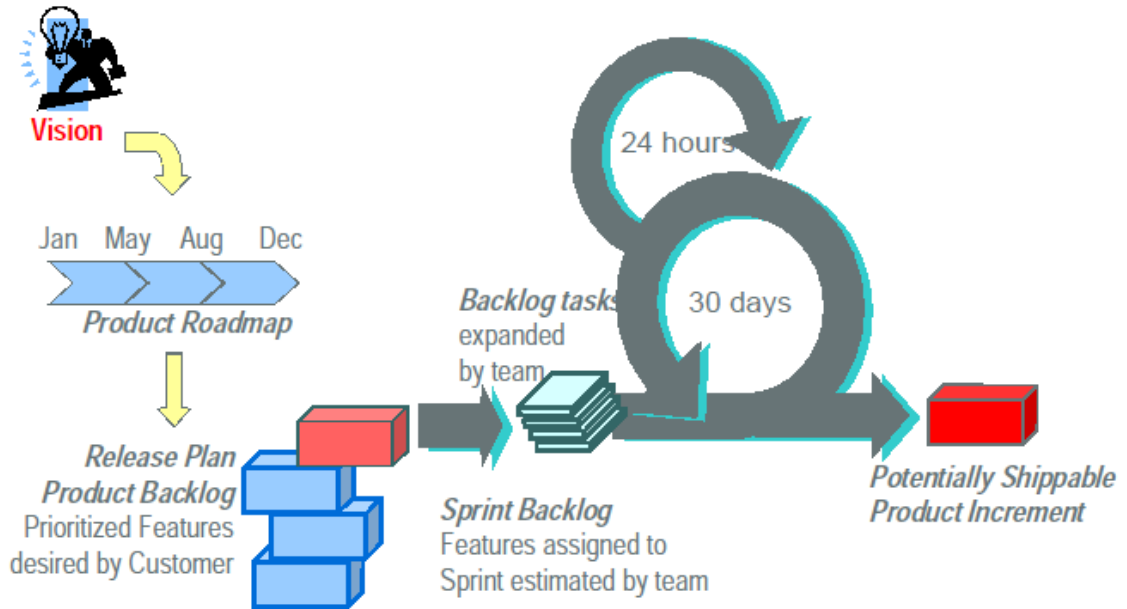 Vision
Jan May Aug Dec
Product Roadmap
Release Plan
Product Backlog
Prioritized Features
desired by Customer
Backlog tasks
expanded
by team
Sprint Backlog
Features assigned to
Sprint estimated by team
24 hours
30 days
Potentially Shippable
Product Increment